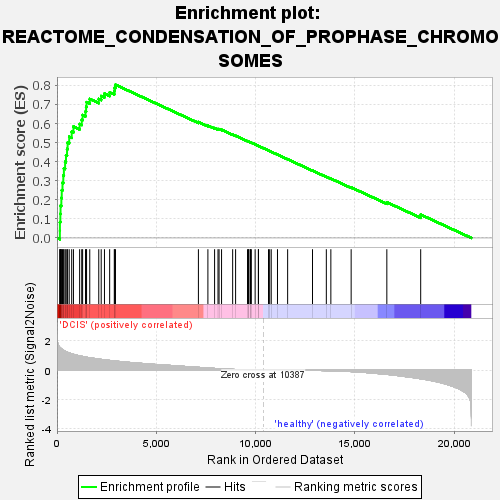 Enrichment plot:
REACTOME_CONDENSATION_OF_PROPHASE_CHROMO
SOMES
Enrichment score (ES)
0.8
0.7
0.6
0.5
0.4
0.3
0.2
0.1
0.0
'DCIS' (positively correlated)
Ranked list metric (Signal2Noise)
2
0
-2
-4
Zero cross at 10387
'healthy' (negatively correlated)
0
5,000
10,000
15,000
20,000
Rank in Ordered Dataset
Enrichment profile
Hits
Ranking metric scores